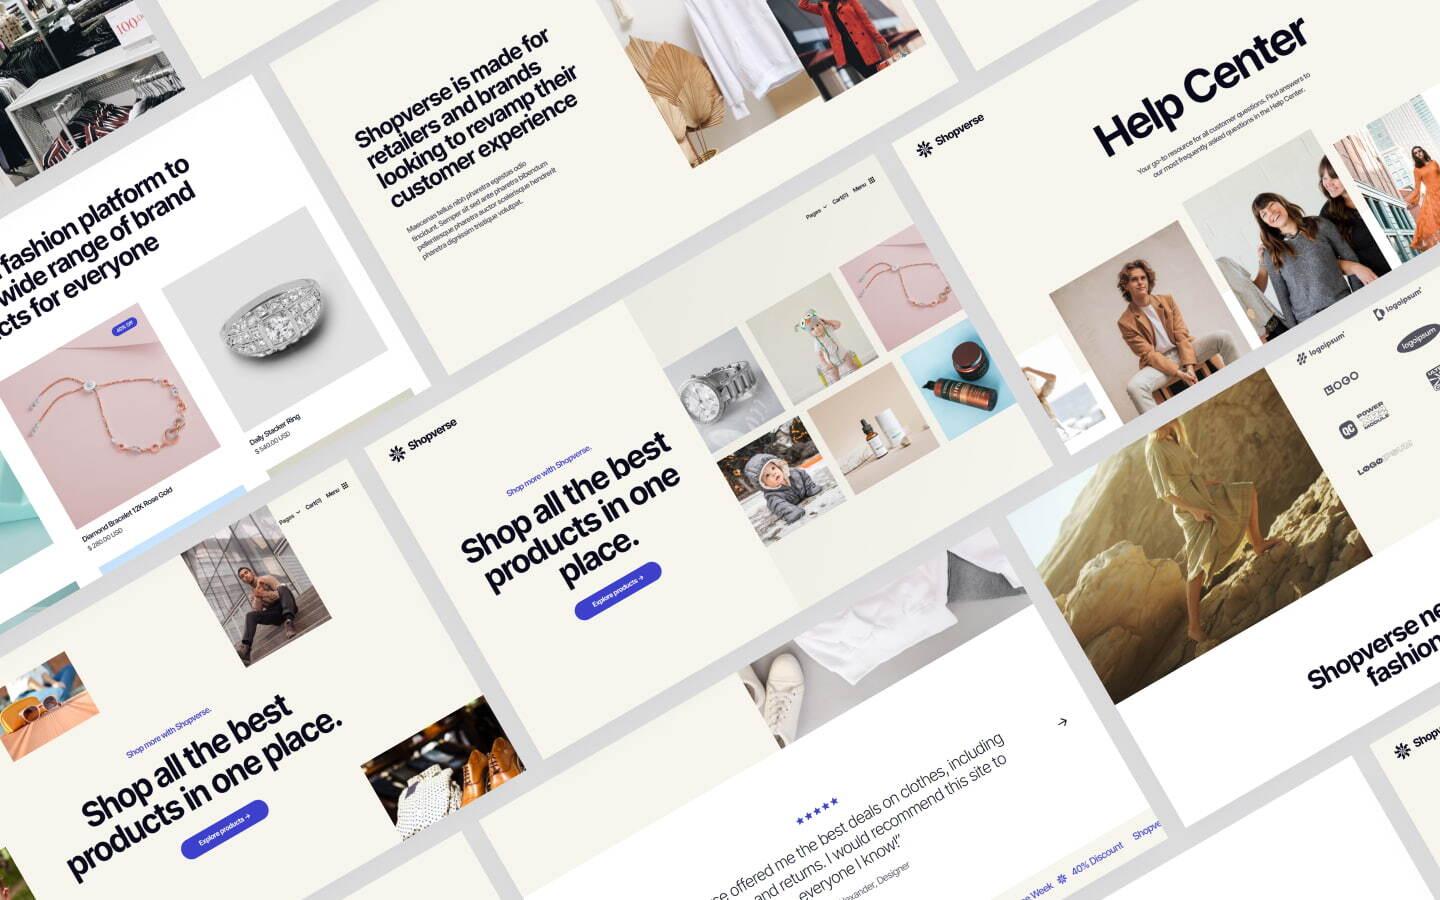 100
fashion platform to
wide range of brand
cts for everyone
40% Off
Diamond Bracelet 12K Rose Gold
$ 280.00 USD
Daily Stacker Ring
$ 540.00 USD
Shopverse is made for
retailers and brands
looking to revamp their
customer experience
Maecenas tellus nibh pharetra egestas odio
tincidunt. Semper sit sed ante pharetra bibendum
pellentesque pharetra auctor scelerisque hendrerit
pharetra dignissim tristique volutpat.
Shopverse
Help Center
Your go-to resource for all customer questions. Find answers to
our most frequently asked questions in the Help Center.
Shopverse
Pages
Cart(0)
Menu
Shop more with Shopverse.
Shop all the best
products in one
place.
Explore products →
Pages
Cart(0)
Menu
Shop more with Shopverse.
Shop all the best
products in one place.
Explore products →
logoipsum
logoipsum
logoipsum
LOGO
QC POWER
MODULE
LOGOIPSUM
Shopverse ne
fashion
★★★★★
se offered me the best deals on clothes, including
and returns. I would recommend this site to
everyone I know!"
lexander, Designer
→
e Week
40% Discount
Shopve
Shopv